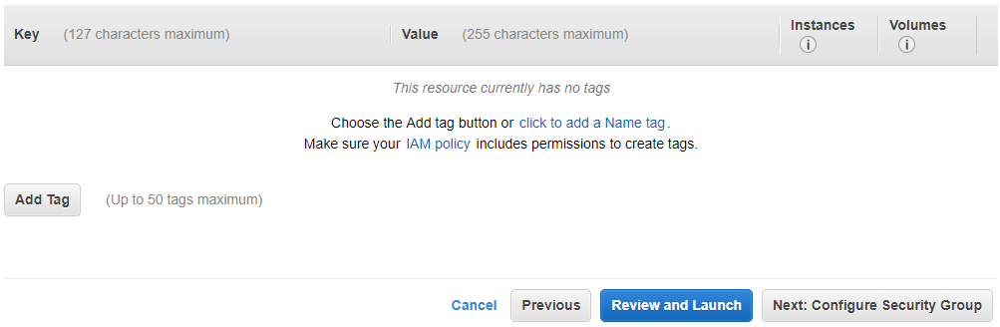 Key (127 characters maximum) Value (255 characters maximum) Instances Volumes
This resource currently has no tags
Choose the Add tag button or click to add a Name tag.
Make sure your IAM policy includes permissions to create tags.
Add Tag (Up to 50 tags maximum)
Cancel Previous Review and Launch Next: Configure Security Group